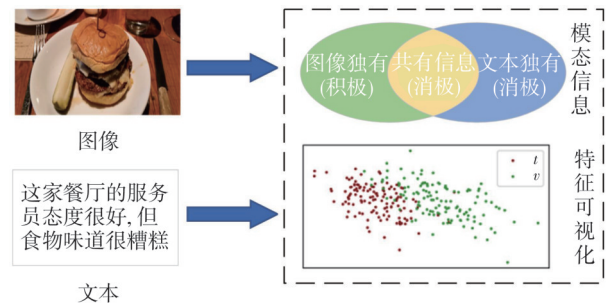 图像
这家餐厅的服务
员态度很好, 但
食物味道很糟糕
文本
图像独有
(积极)
共有信息
(消极)
文本独有
(消极)
模态信息
t
v
特征可视化